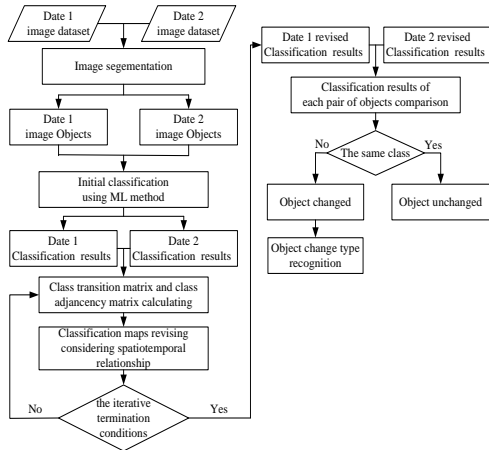 Date 1
image dataset
Date 2
image dataset
Image segementation
Date 1
image Objects
Date 2
image Objects
Initial classification
using ML method
Date 1
Classification results
Date 2
Classification results
Class transition matrix and class
adjancency matrix calculating
Classification maps revising
considering spatiotemporal
relationship
the iterative
termination
conditions
No
Yes
Date 1 revised
Classification results
Date 2 revised
Classification results
Classification results of
each pair of objects comparison
The same class
No
Yes
Object changed
Object unchanged
Object change type
recognition